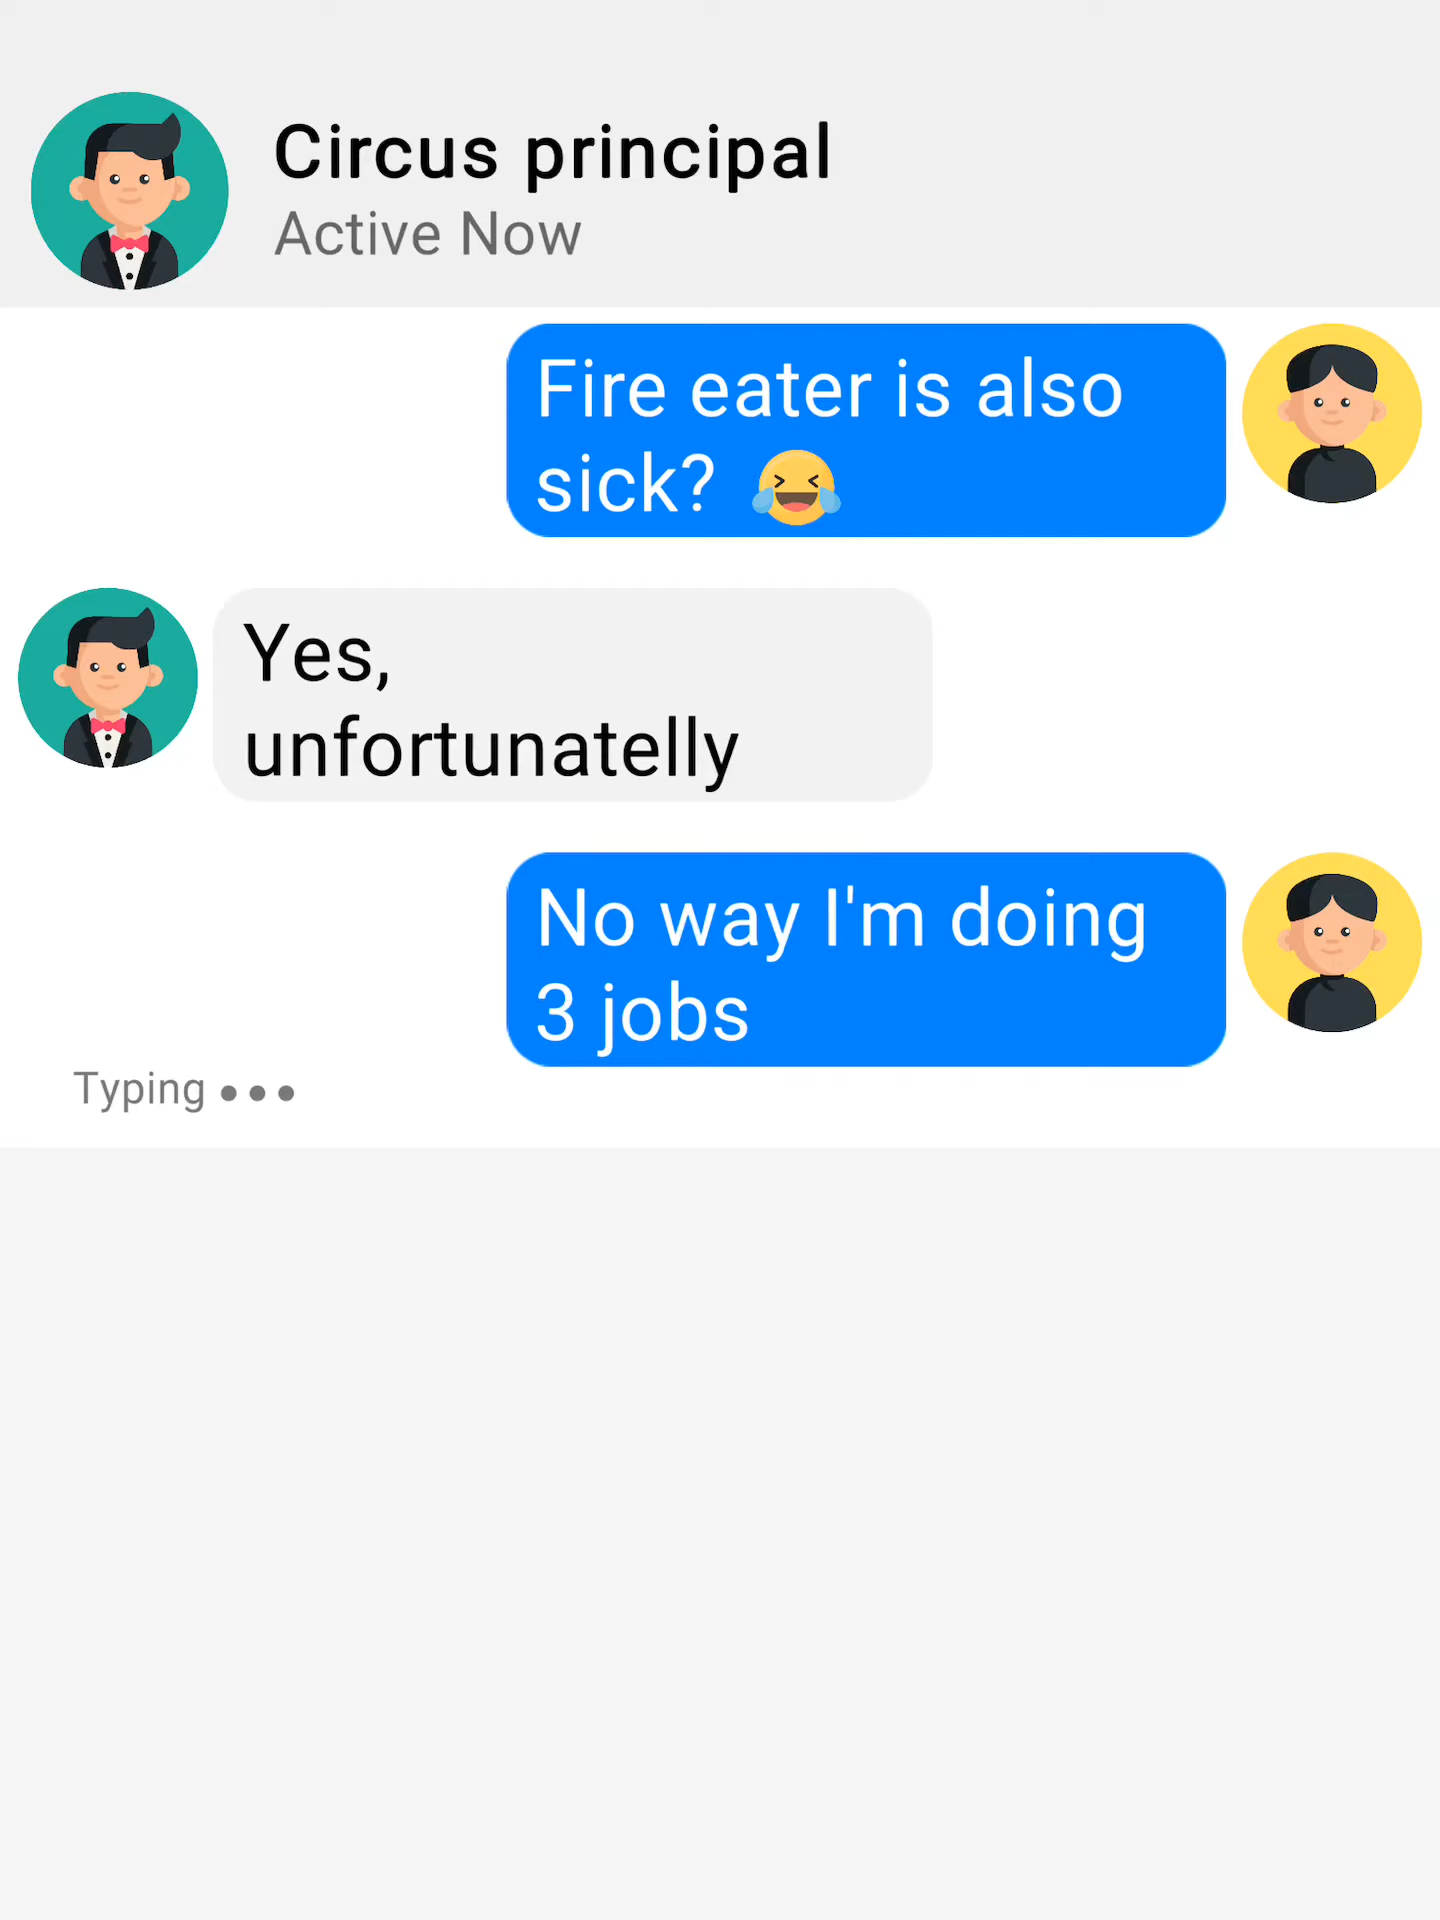 Circus principal
Active Now
Fire eater is also
sick? 😂
Yes,
unfortunatelly
No way I'm doing
3 jobs
Typing •••